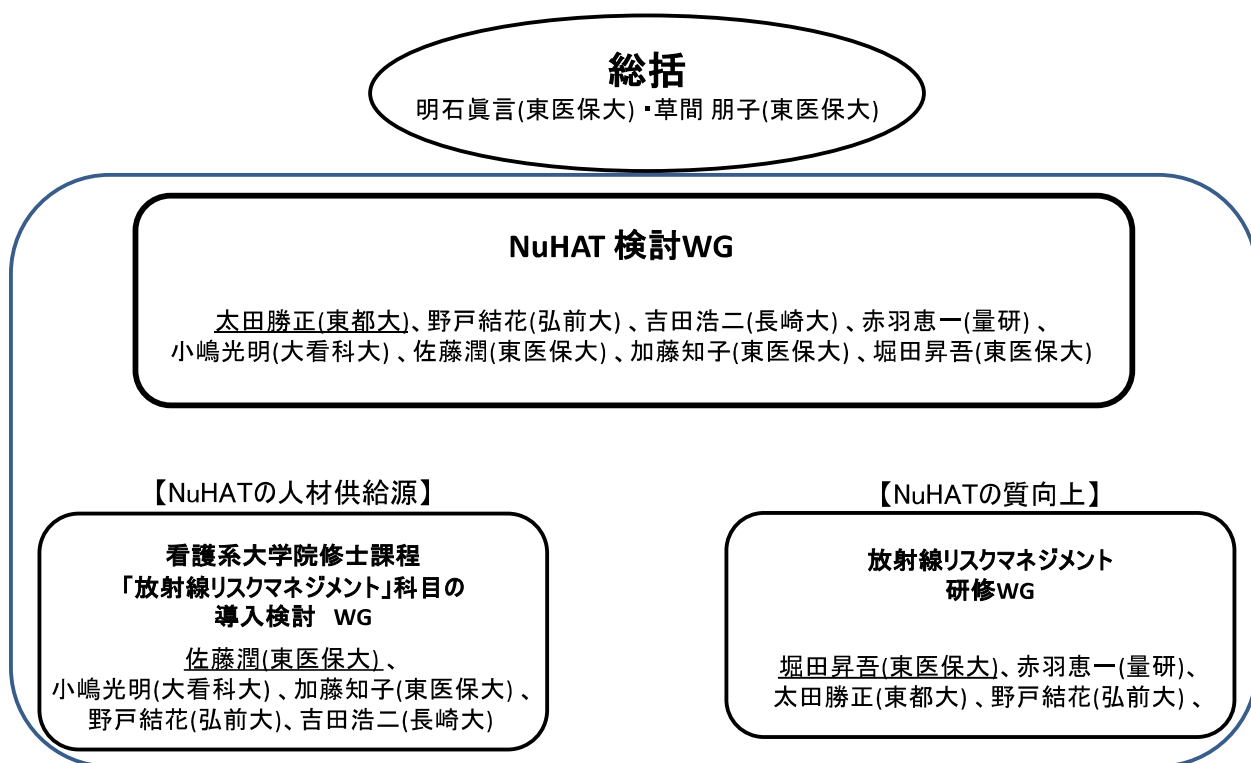 総括
明石眞言(東医保大)・草間 朋子(東医保大)
NuHAT 検討WG
太田勝正(東都大)、野戸結花(弘前大)、吉田浩二(長崎大)、赤羽恵一(量研)、
小嶋光明(大看科大)、佐藤潤(東医保大)、加藤知子(東医保大)、堀田昇吾(東医保大)
【NuHATの人材供給源】
看護系大学院修士課程
「放射線リスクマネジメント」科目の
導入検討 WG
佐藤潤(東医保大)、
小嶋光明(大看科大)、加藤知子(東医保大)、
野戸結花(弘前大)、吉田浩二(長崎大)
【NuHATの質向上】
放射線リスクマネジメント
研修WG
堀田昇吾(東医保大)、赤羽恵一(量研)、
太田勝正(東都大)、野戸結花(弘前大)、